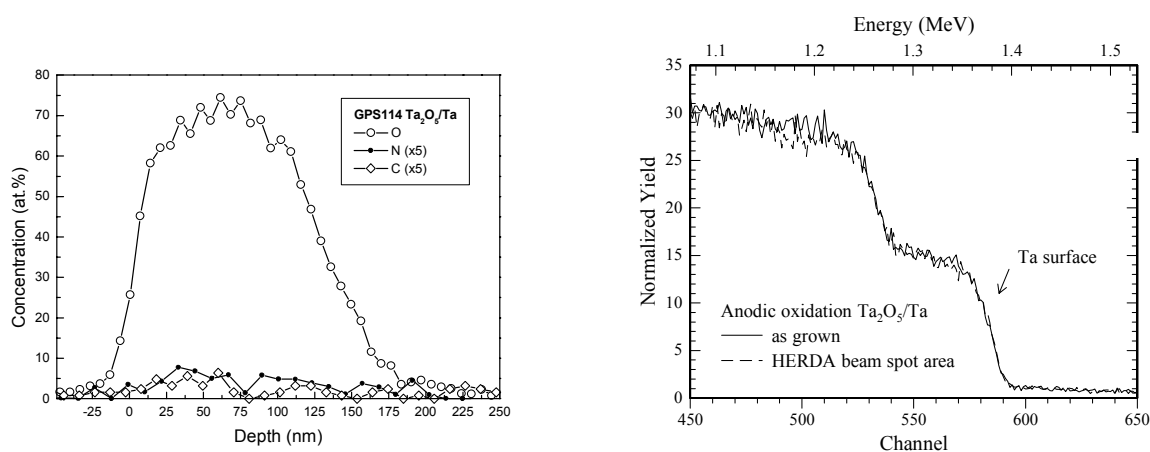 80
70
60
50
40
30
20
10
0
Concentration (at.%)
GPS114 Ta₂O₅/Ta
O
N (x5)
C (x5)
-25 0 25 50 75 100 125 150 175 200 225 250
Depth (nm)
Energy (MeV)
1.1 1.2 1.3 1.4 1.5
35
30
25
20
15
10
5
0
Normalized Yield
Ta surface
Anodic oxidation Ta₂O₅/Ta
as grown
HERDA beam spot area
450 500 550 600 650
Channel